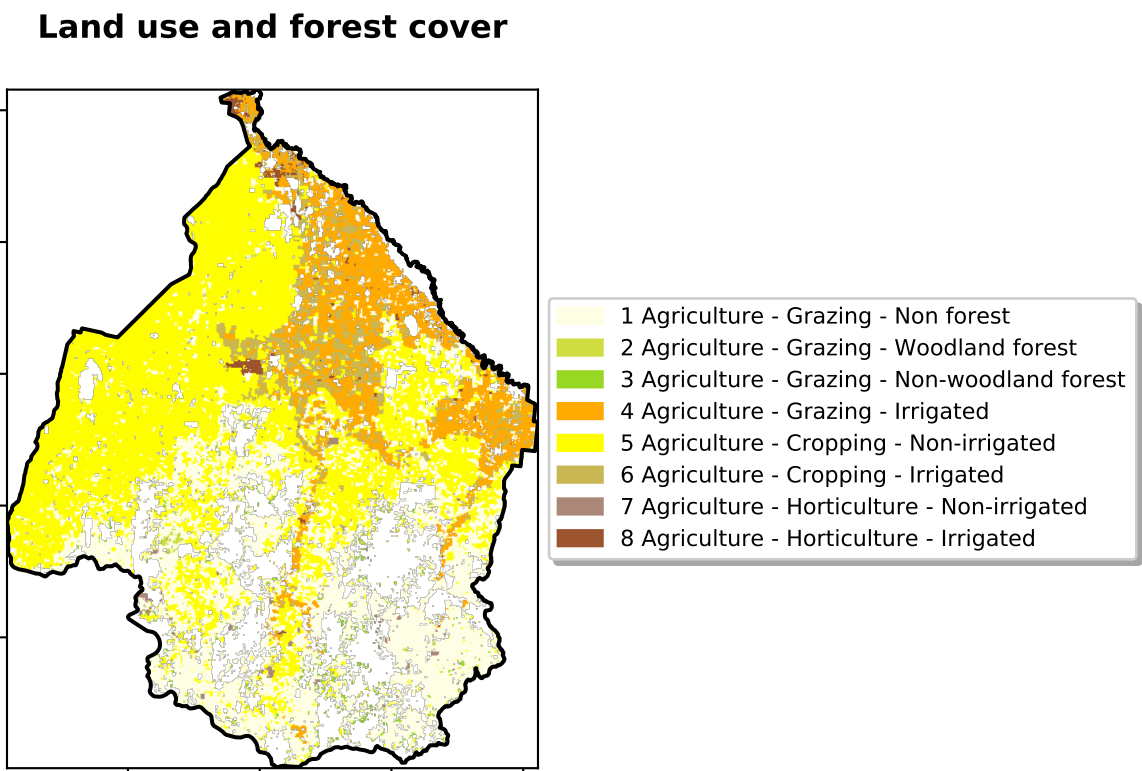 Land use and forest cover
1 Agriculture - Grazing - Non forest
2 Agriculture - Grazing - Woodland forest
3 Agriculture - Grazing - Non-woodland forest
4 Agriculture - Grazing - Irrigated
5 Agriculture - Cropping - Non-irrigated
6 Agriculture - Cropping - Irrigated
7 Agriculture - Horticulture - Non-irrigated
8 Agriculture - Horticulture - Irrigated